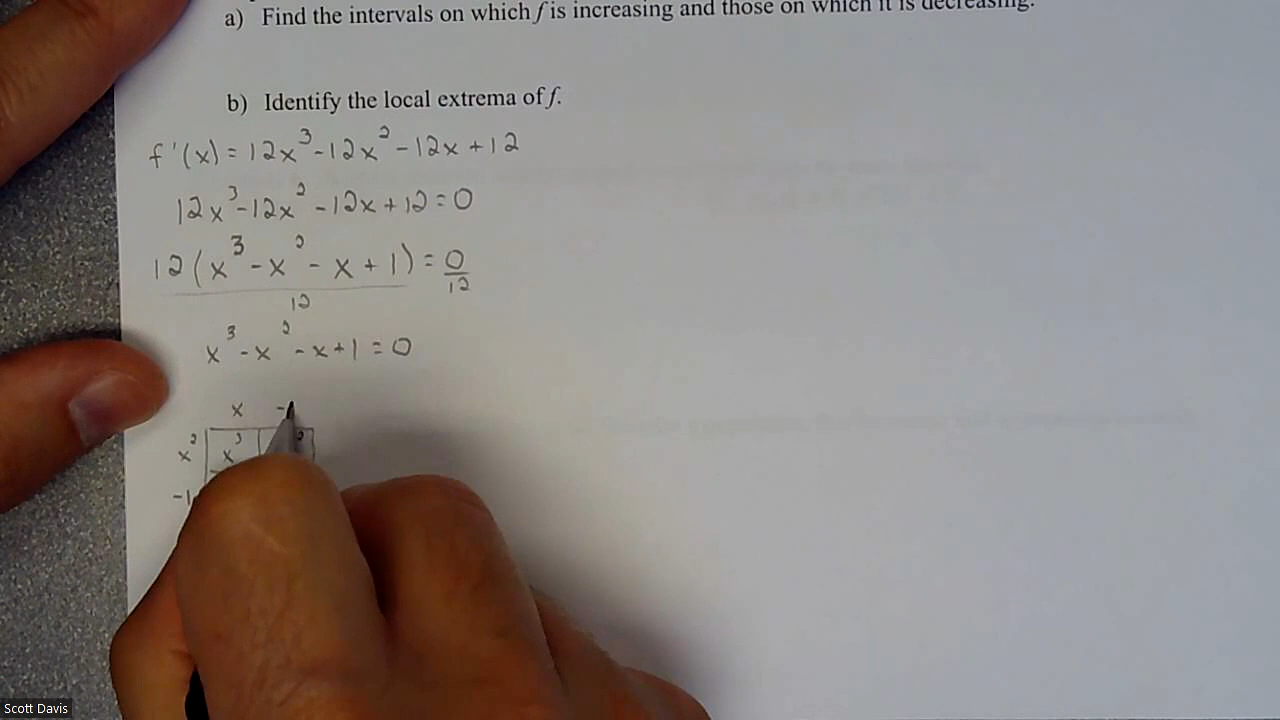 a) Find the intervals on which f is increasing and those on which it is decreasing.
b) Identify the local extrema of f.
f'(x) = 12x³ - 12x² - 12x + 12
12x³ - 12x² - 12x + 12 = 0
12(x³ - x² - x + 1) = 0
12 12
x³ - x² - x + 1 = 0
x -
x² x³
-1
Scott Davis